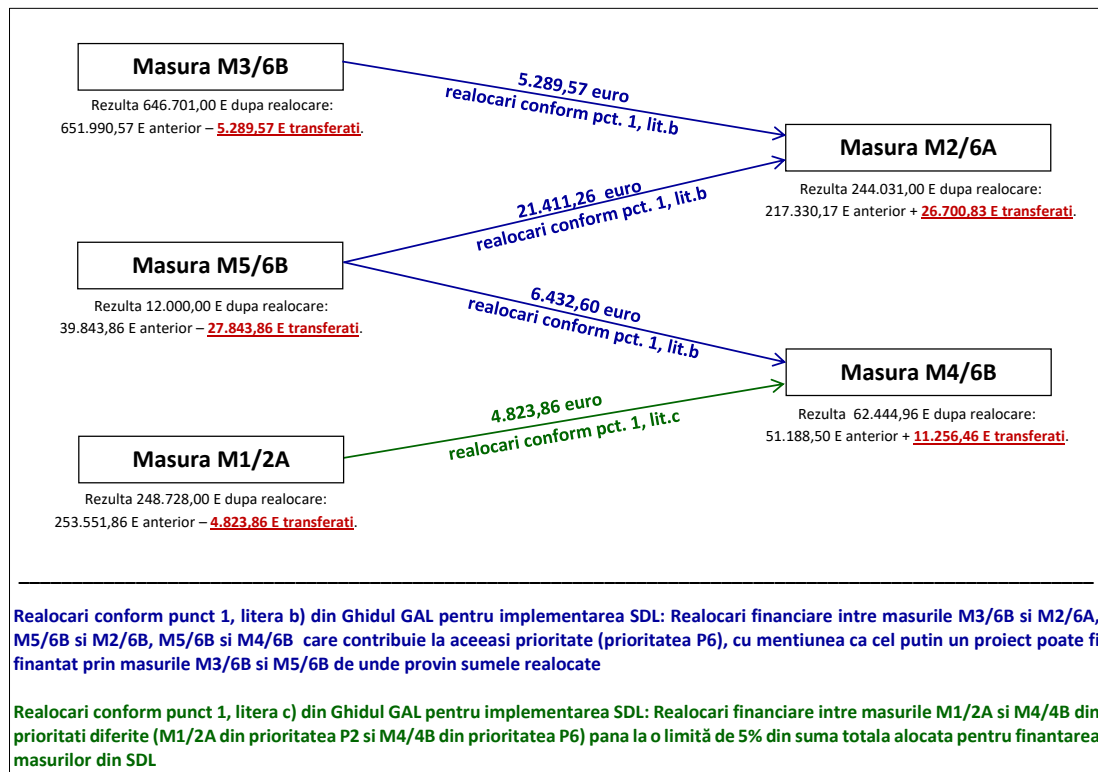 Masura M3/6B
Rezulta 646.701,00 E dupa realocare:
651.990,57 E anterior – 5.289,57 E transferati.
5.289,57 euro
realocari conform pct. 1, lit.b
Masura M2/6A
Rezulta 244.031,00 E dupa realocare:
217.330,17 E anterior + 26.700,83 E transferati.
21.411,26 euro
realocari conform pct. 1, lit.b
Masura M5/6B
Rezulta 12.000,00 E dupa realocare:
39.843,86 E anterior – 27.843,86 E transferati.
6.432,60 euro
realocari conform pct. 1, lit.b
Masura M4/6B
Rezulta 62.444,96 E dupa realocare:
51.188,50 E anterior + 11.256,46 E transferati.
4.823,86 euro
realocari conform pct. 1, lit.c
Masura M1/2A
Rezulta 248.728,00 E dupa realocare:
253.551,86 E anterior – 4.823,86 E transferati.
Realocari conform punct 1, litera b) din Ghidul GAL pentru implementarea SDL: Realocari financiare intre masurile M3/6B si M2/6A,
M5/6B si M2/6B, M5/6B si M4/6B care contribuie la aceeasi prioritate (prioritatea P6), cu mentiunea ca cel putin un proiect poate fi
finantat prin masurile M3/6B si M5/6B de unde provin sumele realocate
Realocari conform punct 1, litera c) din Ghidul GAL pentru implementarea SDL: Realocari financiare intre masurile M1/2A si M4/4B din
prioritati diferite (M1/2A din prioritatea P2 si M4/4B din prioritatea P6) pana la o limită de 5% din suma totala alocata pentru finantarea
masurilor din SDL